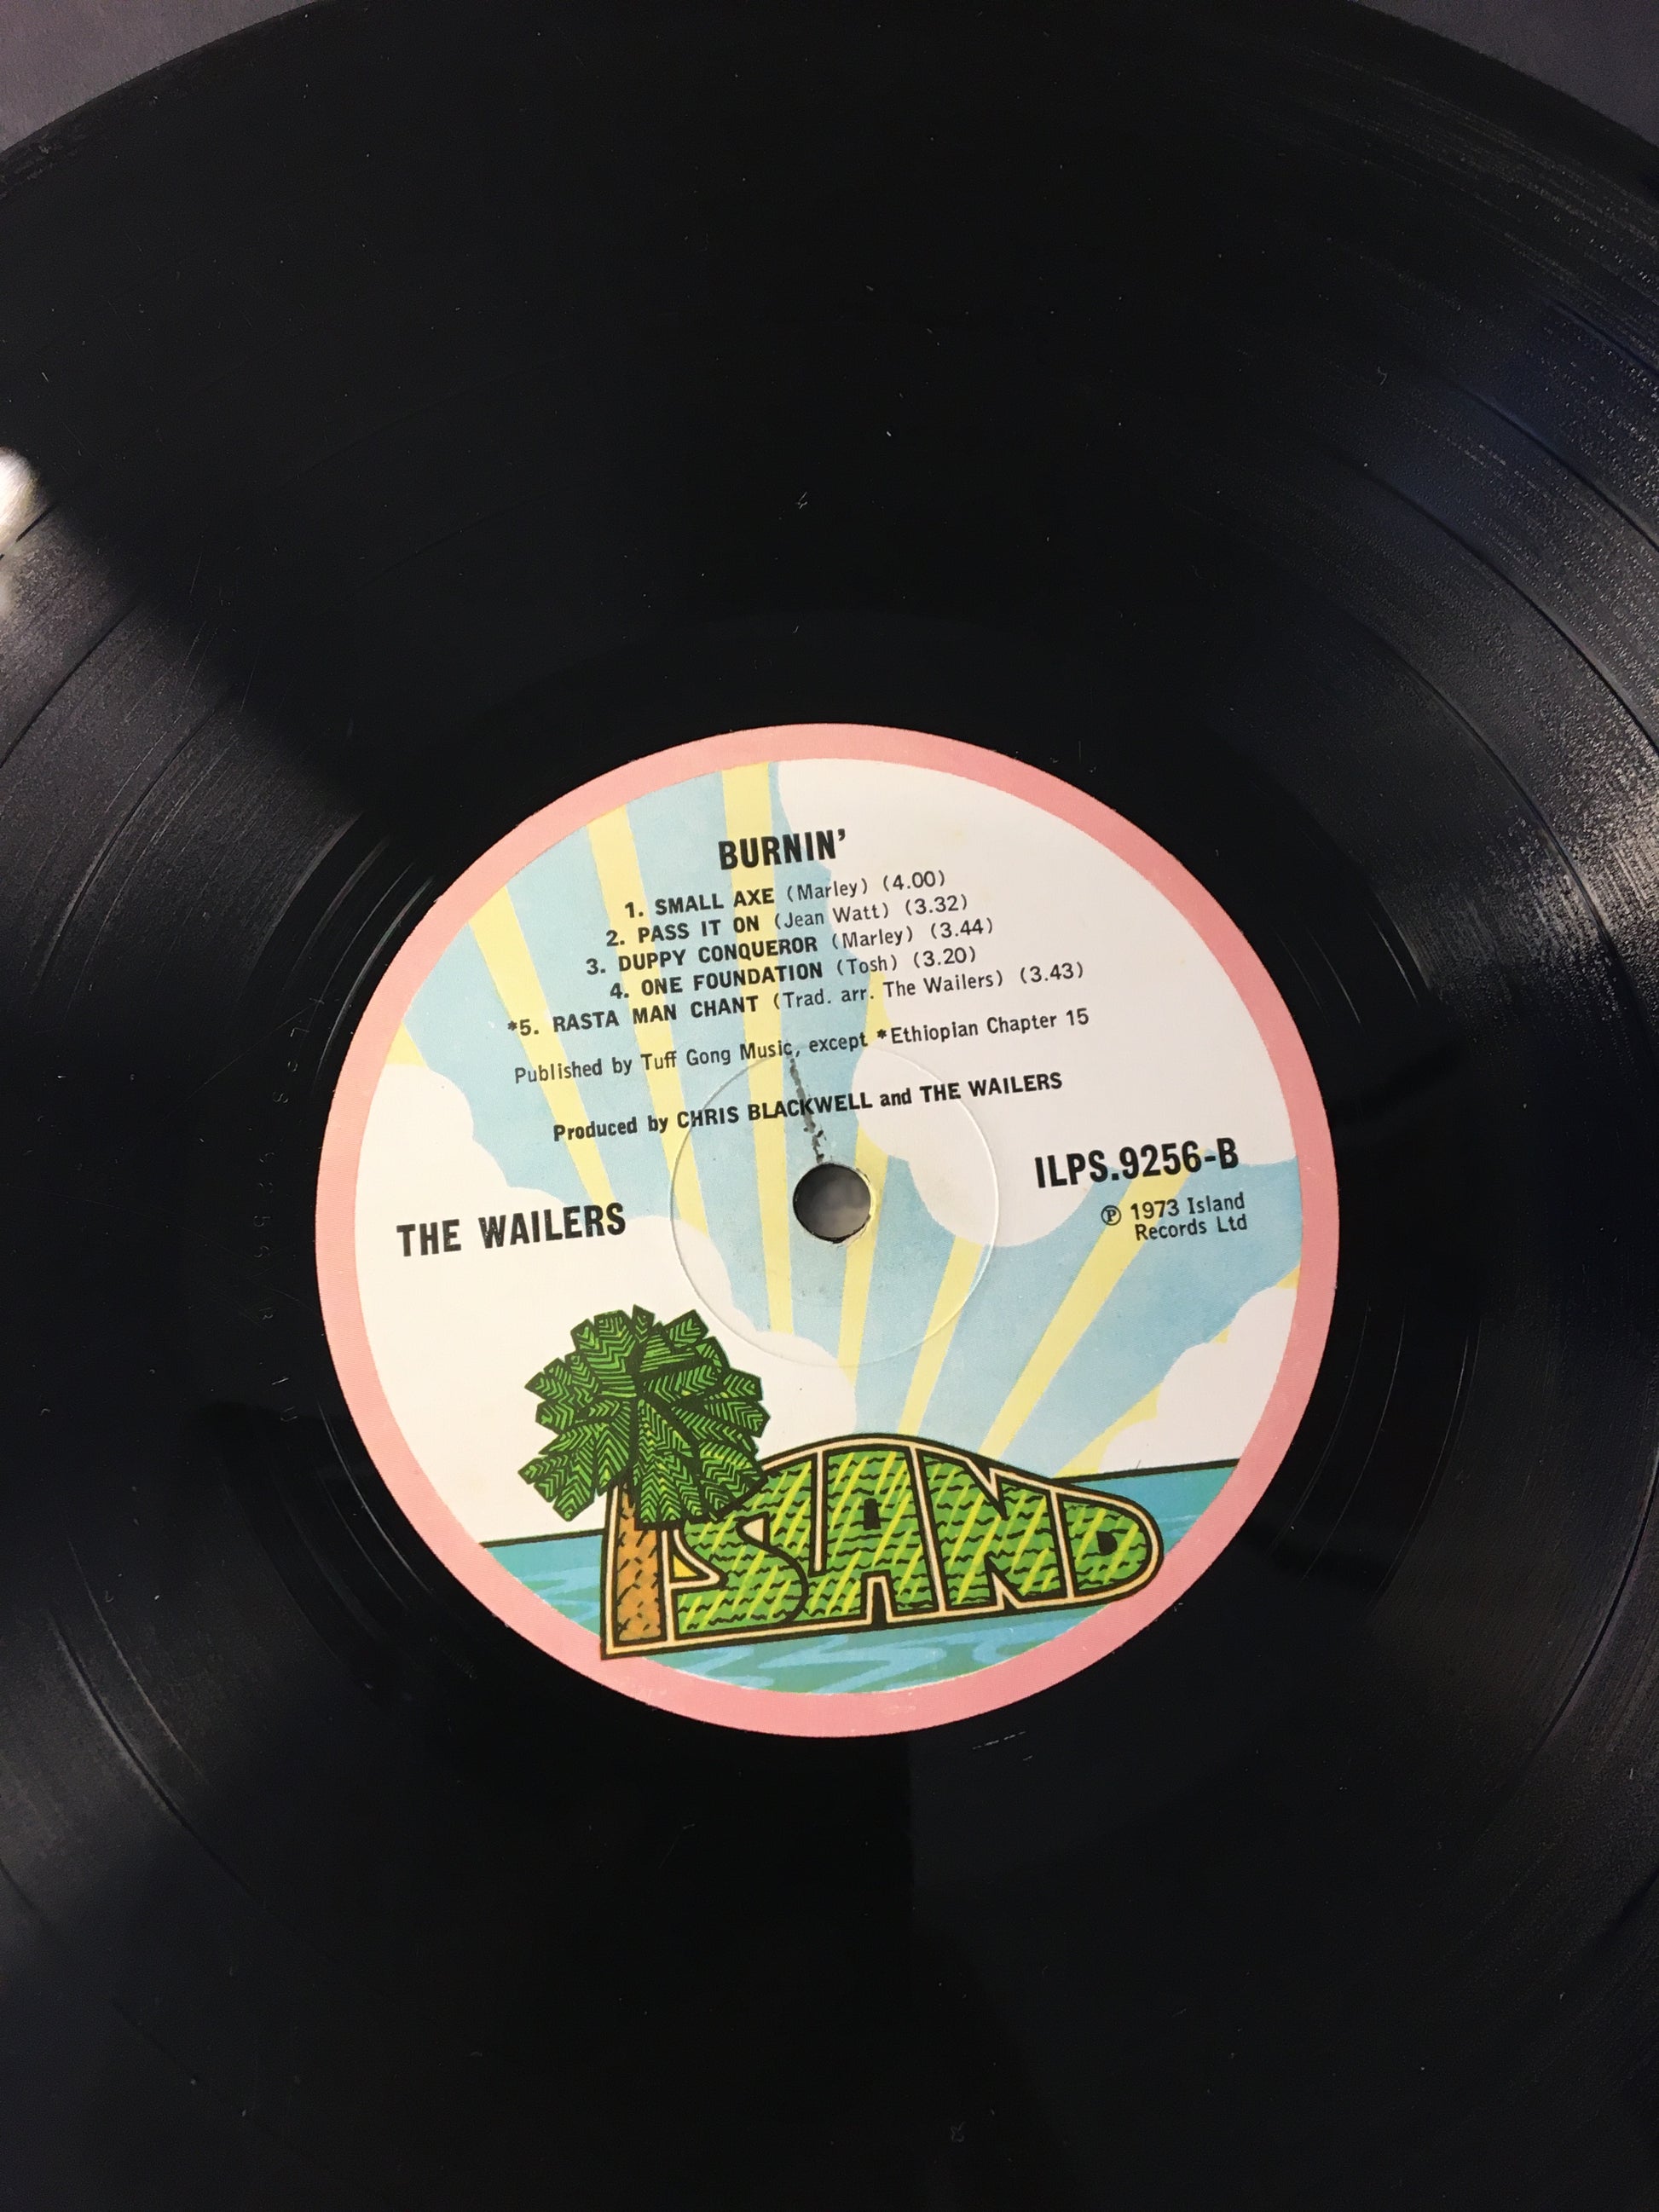 BURNIN'
1. SMALL AXE (Marley) (4.00)
2. PASS IT ON (Jean Watt) (3.32)
3. DUPPY CONQUEROR (Marley) (3.44)
4. ONE FOUNDATION (Tosh) (3.20)
*5. RASTA MAN CHANT (Trad. arr. The Wailers) (3.43)
Published by Tuff Gong Music, except *Ethiopian Chapter 15
Produced by CHRIS BLACKWELL and THE WAILERS
THE WAILERS
ILPS.9256-B
℗ 1973 Island
Records Ltd
ISLAND